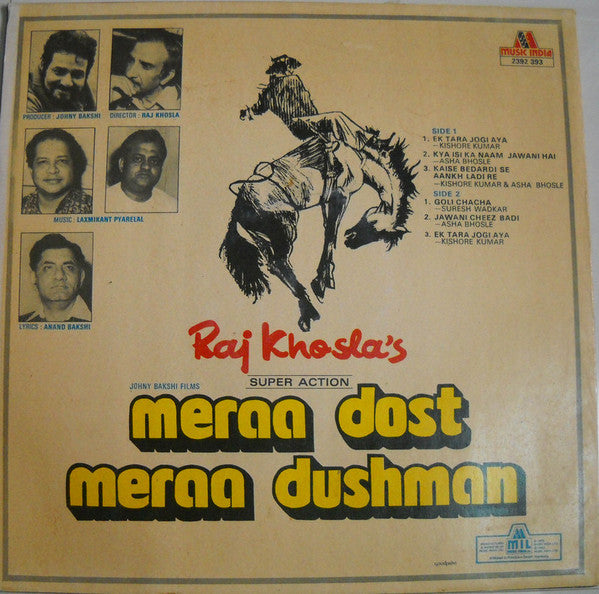 MUSIC INDIA
2392 393
PRODUCER : JOHNY BAKSHI
DIRECTOR : RAJ KHOSLA
MUSIC : LAXMIKANT PYARELAL
LYRICS : ANAND BAKSHI
SIDE 1
1. EK TARA JOGI AYA
—KISHORE KUMAR
2. KYA ISI KA NAAM JAWANI HAI
—ASHA BHOSLE
3. KAISE BEDARDI SE
AANKH LADI RE
—KISHORE KUMAR & ASHA BHOSLE
SIDE 2
1. GOLI CHACHA
—SURESH WADKAR
2. JAWANI CHEEZ BADI
—ASHA BHOSLE
3. EK TARA JOGI AYA
—KISHORE KUMAR
Raj Khosla's
JOHNY BAKSHI FILMS
SUPER ACTION
meraa dost
meraa dushman
MIL